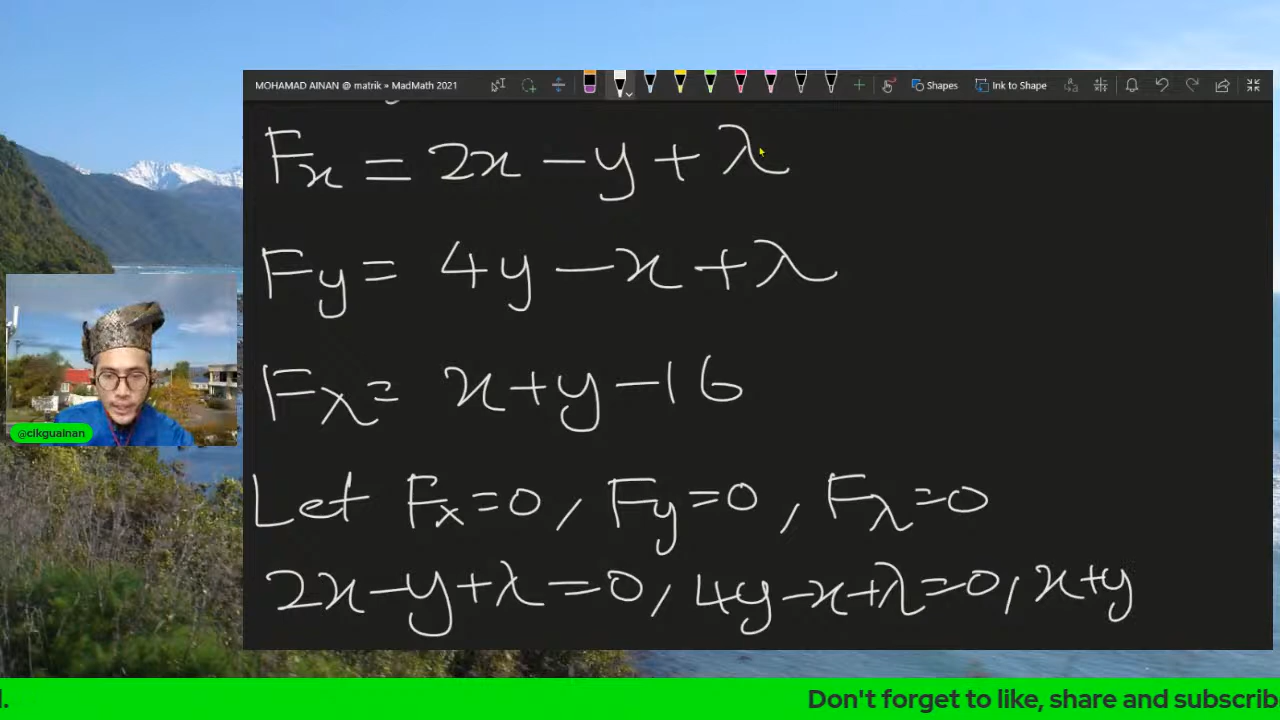 MOHAMAD AINAN @ matrik » MadMath 2021
Shapes
Ink to Shape
Fx = 2x - y + λ
Fy = 4y - x + λ
Fλ = x + y - 16
Let Fx = 0, Fy = 0, Fλ = 0
2x - y + λ = 0, 4y - x + λ = 0, x + y
@cikguainan
Don't forget to like, share and subscrib